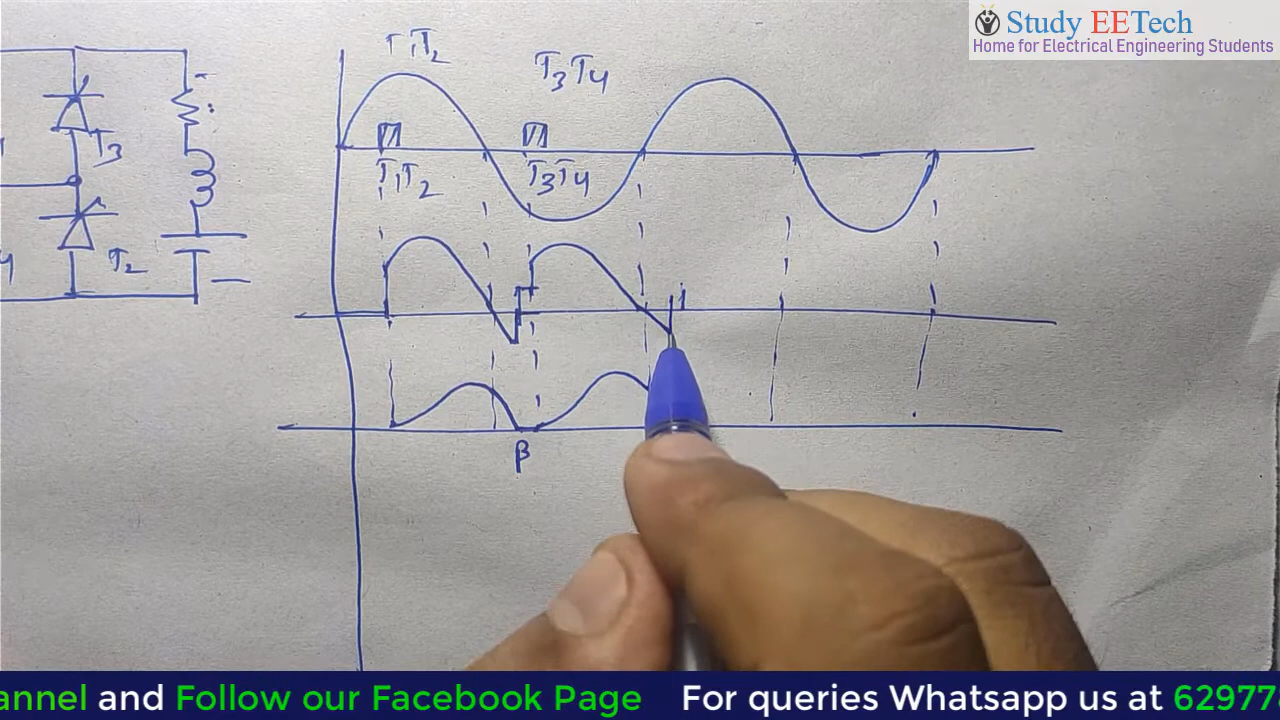 Study EETech
Home for Electrical Engineering Students
T1T2
T3T4
T3
T1T2
T3T4
T2
β
annel and Follow our Facebook Page For queries Whatsapp us at 62977